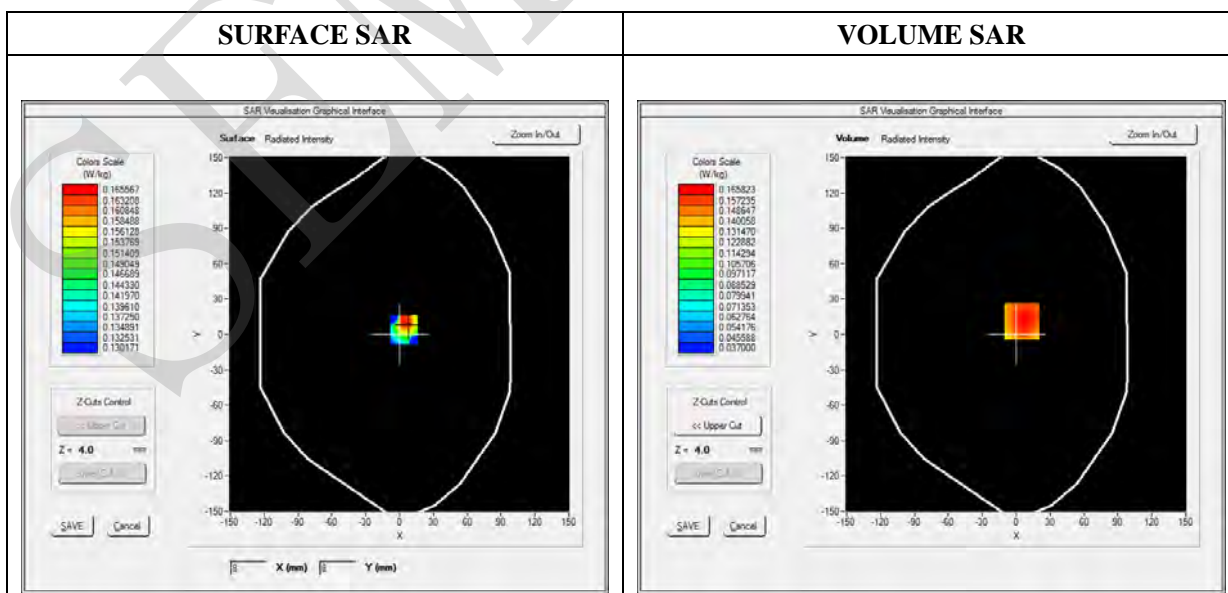 SURFACE SAR
VOLUME SAR
SAR Visualisation Graphical Interface
Surface Radiated Intensity
Zoom In/Out
Colors Scale
(W/kg)
0.165567
0.163208
0.160848
0.158488
0.156128
0.153769
0.151409
0.149049
0.146689
0.144330
0.141970
0.139610
0.137250
0.134891
0.132531
0.130171
150
120
90
60
30
0
-30
-60
-90
-120
-150
Y
-150 -120 -90 -60 -30 0 30 60 90 120 150
X
Z-Cuts Control
<< Upper Cut
Z = 4.0 mm
SAVE Cancel
8 X (mm) 8 Y (mm)
SAR Visualisation Graphical Interface
Volume Radiated Intensity
Zoom In/Out
Colors Scale
(W/kg)
0.165823
0.157235
0.148647
0.140058
0.131470
0.122882
0.114294
0.105706
0.097117
0.088529
0.079941
0.071353
0.062764
0.054176
0.045588
0.037000
150
120
90
60
30
0
-30
-60
-90
-120
-150
Y
-150 -120 -90 -60 -30 0 30 60 90 120 150
X
Z-Cuts Control
<< Upper Cut
Z = 4.0 mm
SAVE Cancel
SEM